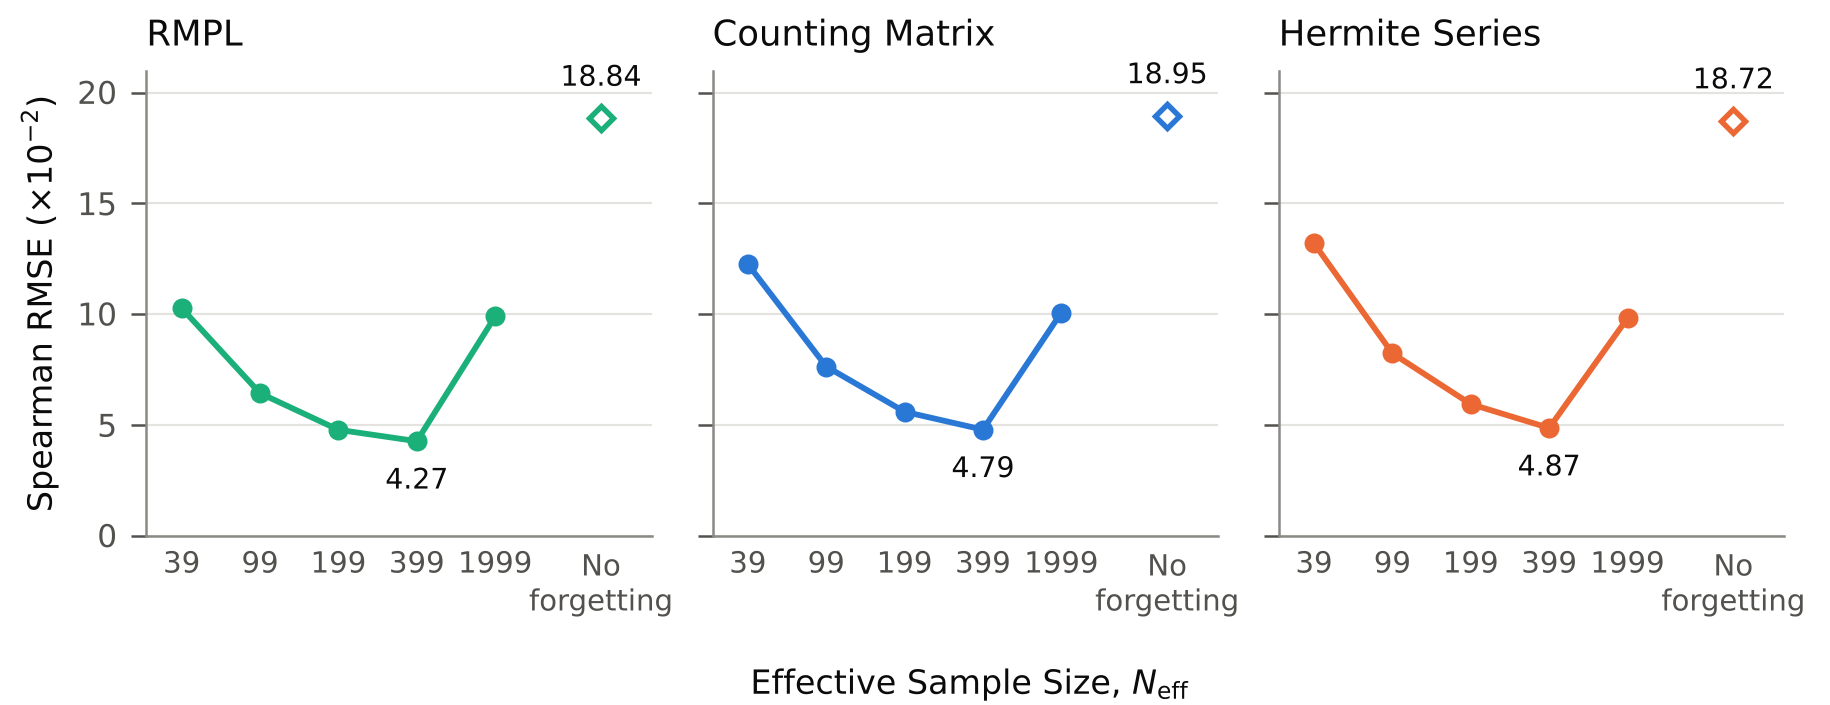 RMPL
Counting Matrix
Hermite Series
Spearman RMSE (×10⁻²)
20
15
10
5
0
18.84
4.27
18.95
4.79
18.72
4.87
39 99 199 399 1999 No forgetting
39 99 199 399 1999 No forgetting
39 99 199 399 1999 No forgetting
Effective Sample Size, N_eff